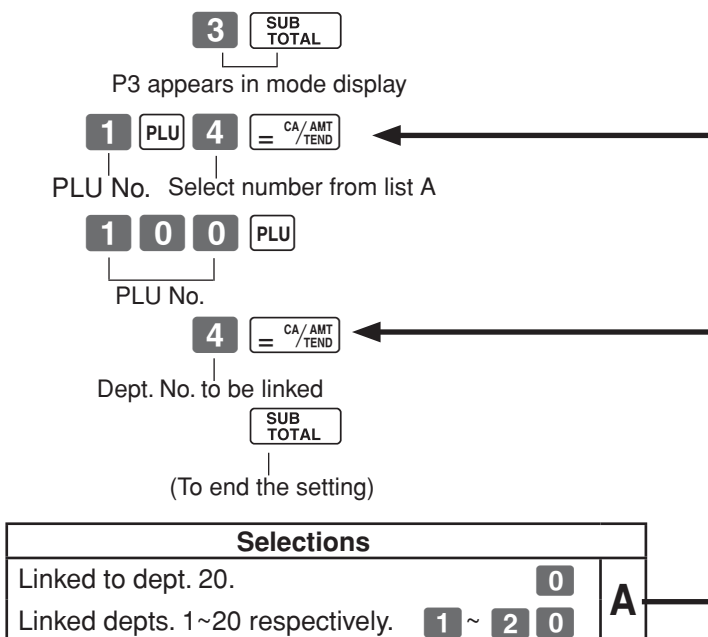 3 SUB TOTAL
P3 appears in mode display
1 PLU 4 = CA/AMT TEND
PLU No. Select number from list A
1 0 0 PLU
PLU No.
4 = CA/AMT TEND
Dept. No. to be linked
SUB TOTAL
(To end the setting)
Selections
Linked to dept. 20. 0
A
Linked depts. 1~20 respectively. 1 ~ 2 0